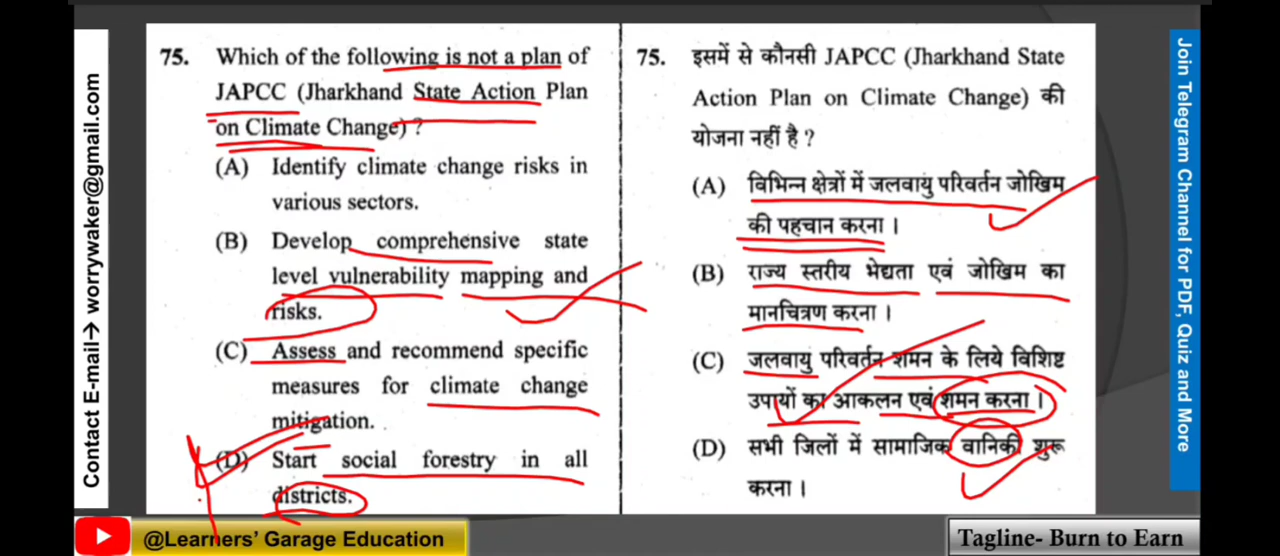 Contact E-mail→ worrywaker@gmail.com
75. Which of the following is not a plan of
JAPCC (Jharkhand State Action Plan
on Climate Change) ?
(A) Identify climate change risks in
various sectors.
(B) Develop comprehensive state
level vulnerability mapping and
risks.
(C) Assess and recommend specific
measures for climate change
mitigation.
(D) Start social forestry in all
districts.
75. इसमें से कौनसी JAPCC (Jharkhand State
Action Plan on Climate Change) की
योजना नहीं है ?
(A) विभिन्न क्षेत्रों में जलवायु परिवर्तन जोखिम
की पहचान करना ।
(B) राज्य स्तरीय भेद्यता एवं जोखिम का
मानचित्रण करना ।
(C) जलवायु परिवर्तन शमन के लिये विशिष्ट
उपायों का आकलन एवं शमन करना ।
(D) सभी जिलों में सामाजिक वानिकी शुरू
करना ।
Join Telegram Channel for PDF, Quiz and More
@Learners' Garage Education
Tagline- Burn to Earn